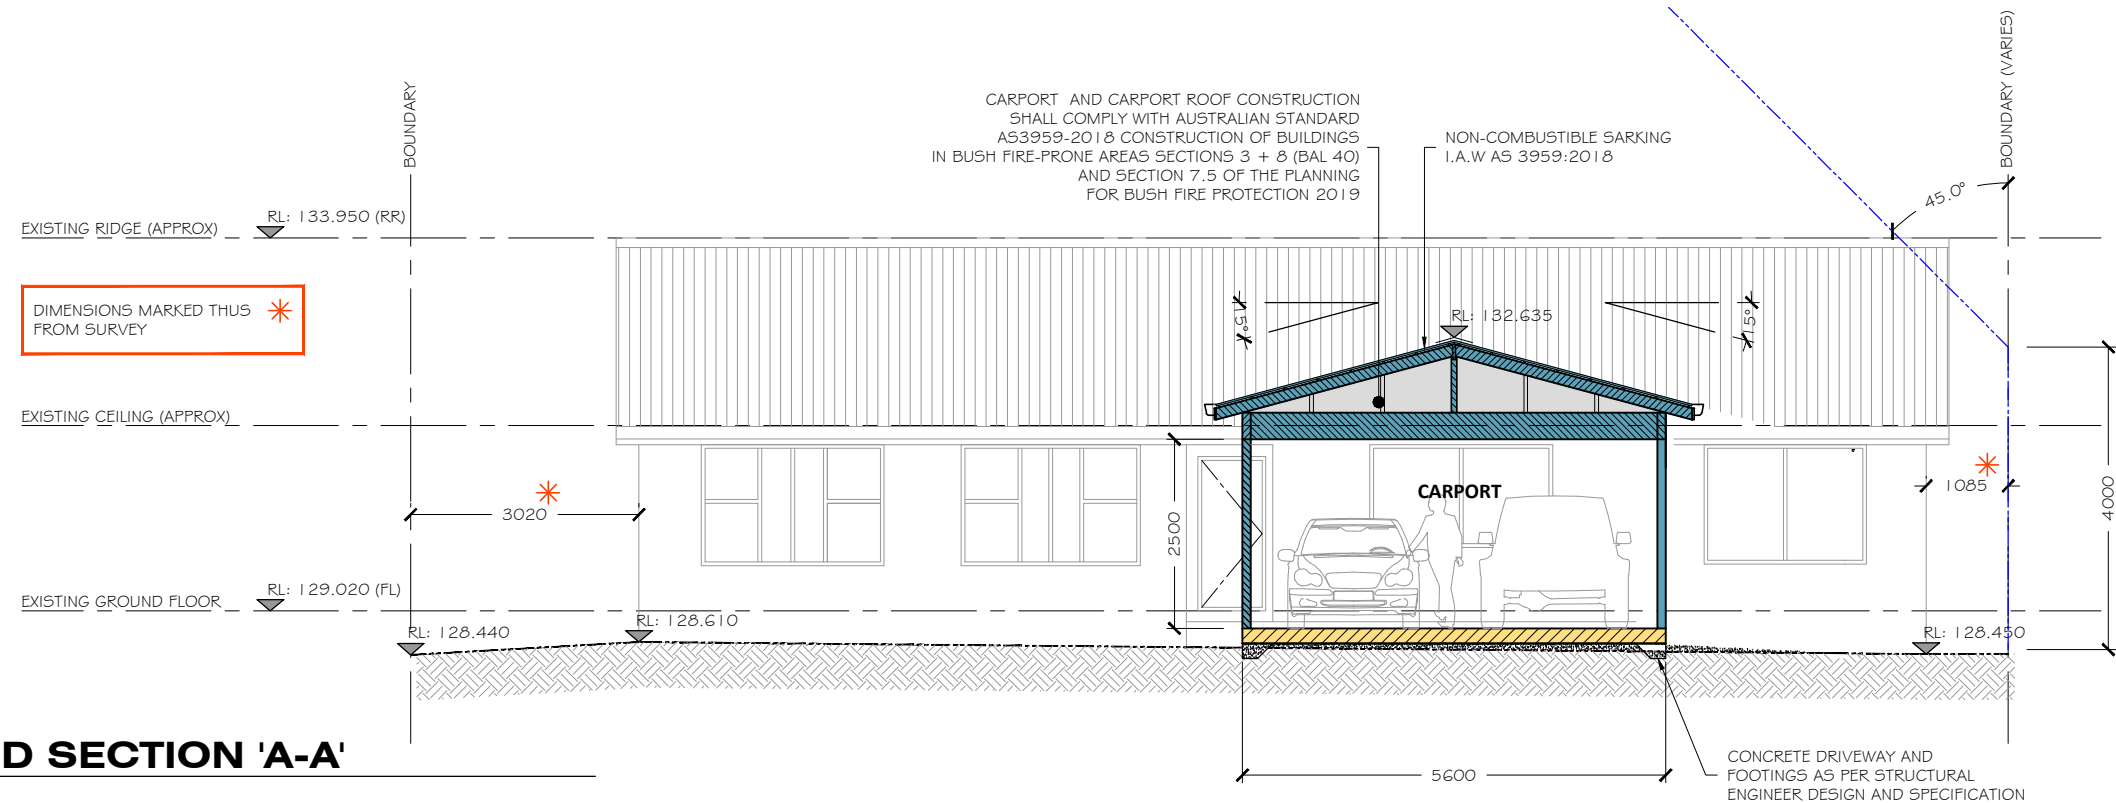 BOUNDARY
BOUNDARY (VARIES)
CARPORT AND CARPORT ROOF CONSTRUCTION
SHALL COMPLY WITH AUSTRALIAN STANDARD
AS3959-2018 CONSTRUCTION OF BUILDINGS
IN BUSH FIRE-PRONE AREAS SECTIONS 3 + 8 (BAL 40)
AND SECTION 7.5 OF THE PLANNING
FOR BUSH FIRE PROTECTION 2019
NON-COMBUSTIBLE SARKING
I.A.W AS 3959:2018
45.0°
EXISTING RIDGE (APPROX)
RL: 133.950 (RR)
DIMENSIONS MARKED THUS
FROM SURVEY
15°
RL: 132.635
15°
EXISTING CEILING (APPROX)
3020
2500
CARPORT
1085
4000
EXISTING GROUND FLOOR
RL: 129.020 (FL)
RL: 128.440
RL: 128.610
RL: 128.450
D SECTION 'A-A'
5600
CONCRETE DRIVEWAY AND
FOOTINGS AS PER STRUCTURAL
ENGINEER DESIGN AND SPECIFICATION